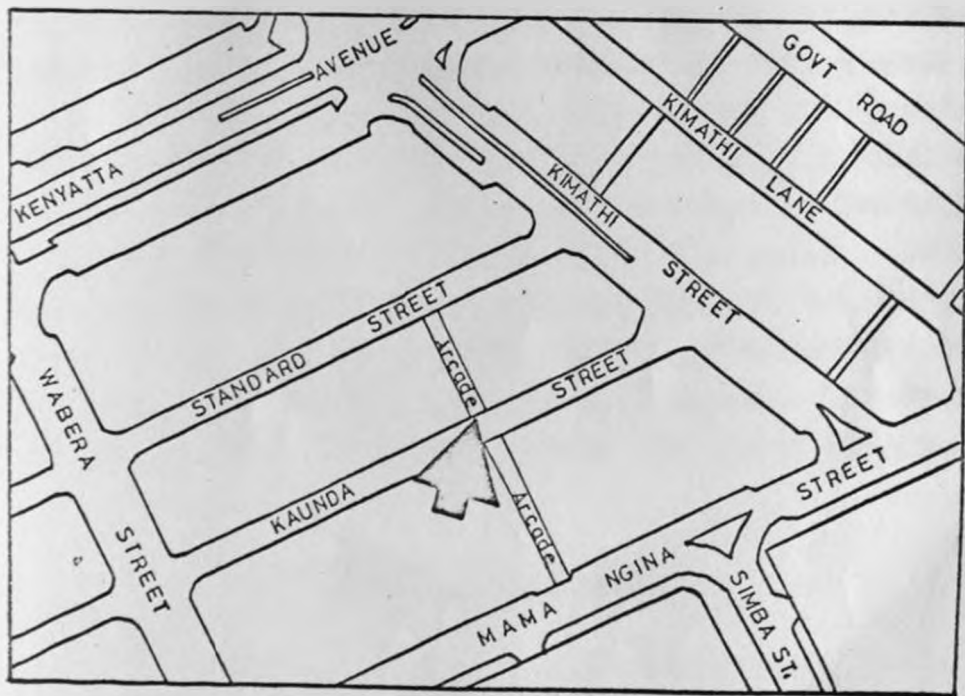 KENYATTA AVENUE
GOVT ROAD
KIMATHI LANE
KIMATHI STREET
STANDARD STREET
Arcade
KAUNDA STREET
Arcade
WABERA STREET
MAMA NGINA STREET
SIMBA ST.